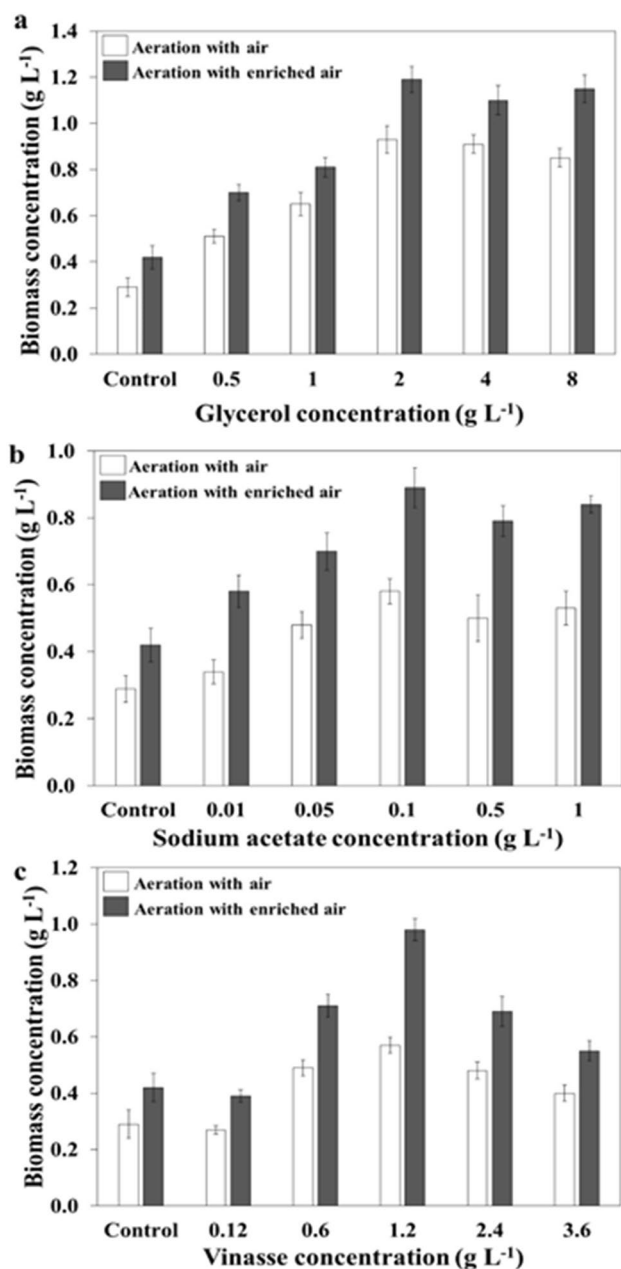 a
Aeration with air
Aeration with enriched air
Biomass concentration (g L⁻¹)
1.4
1.2
1.0
0.8
0.6
0.4
0.2
0.0
Control 0.5 1 2 4 8
Glycerol concentration (g L⁻¹)
b
Aeration with air
Aeration with enriched air
Biomass concentration (g L⁻¹)
1.0
0.8
0.6
0.4
0.2
0.0
Control 0.01 0.05 0.1 0.5 1
Sodium acetate concentration (g L⁻¹)
c
Aeration with air
Aeration with enriched air
Biomass concentration (g L⁻¹)
1.2
1.0
0.8
0.6
0.4
0.2
0.0
Control 0.12 0.6 1.2 2.4 3.6
Vinasse concentration (g L⁻¹)